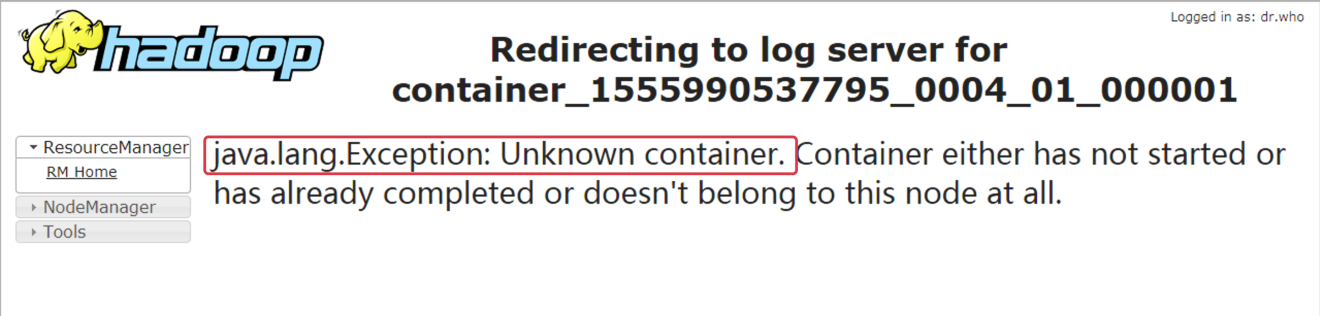 Logged in as: dr.who
hadoop
Redirecting to log server for
container_1555990537795_0004_01_000001
ResourceManager
RM Home
NodeManager
Tools
java.lang.Exception: Unknown container. Container either has not started or
has already completed or doesn't belong to this node at all.